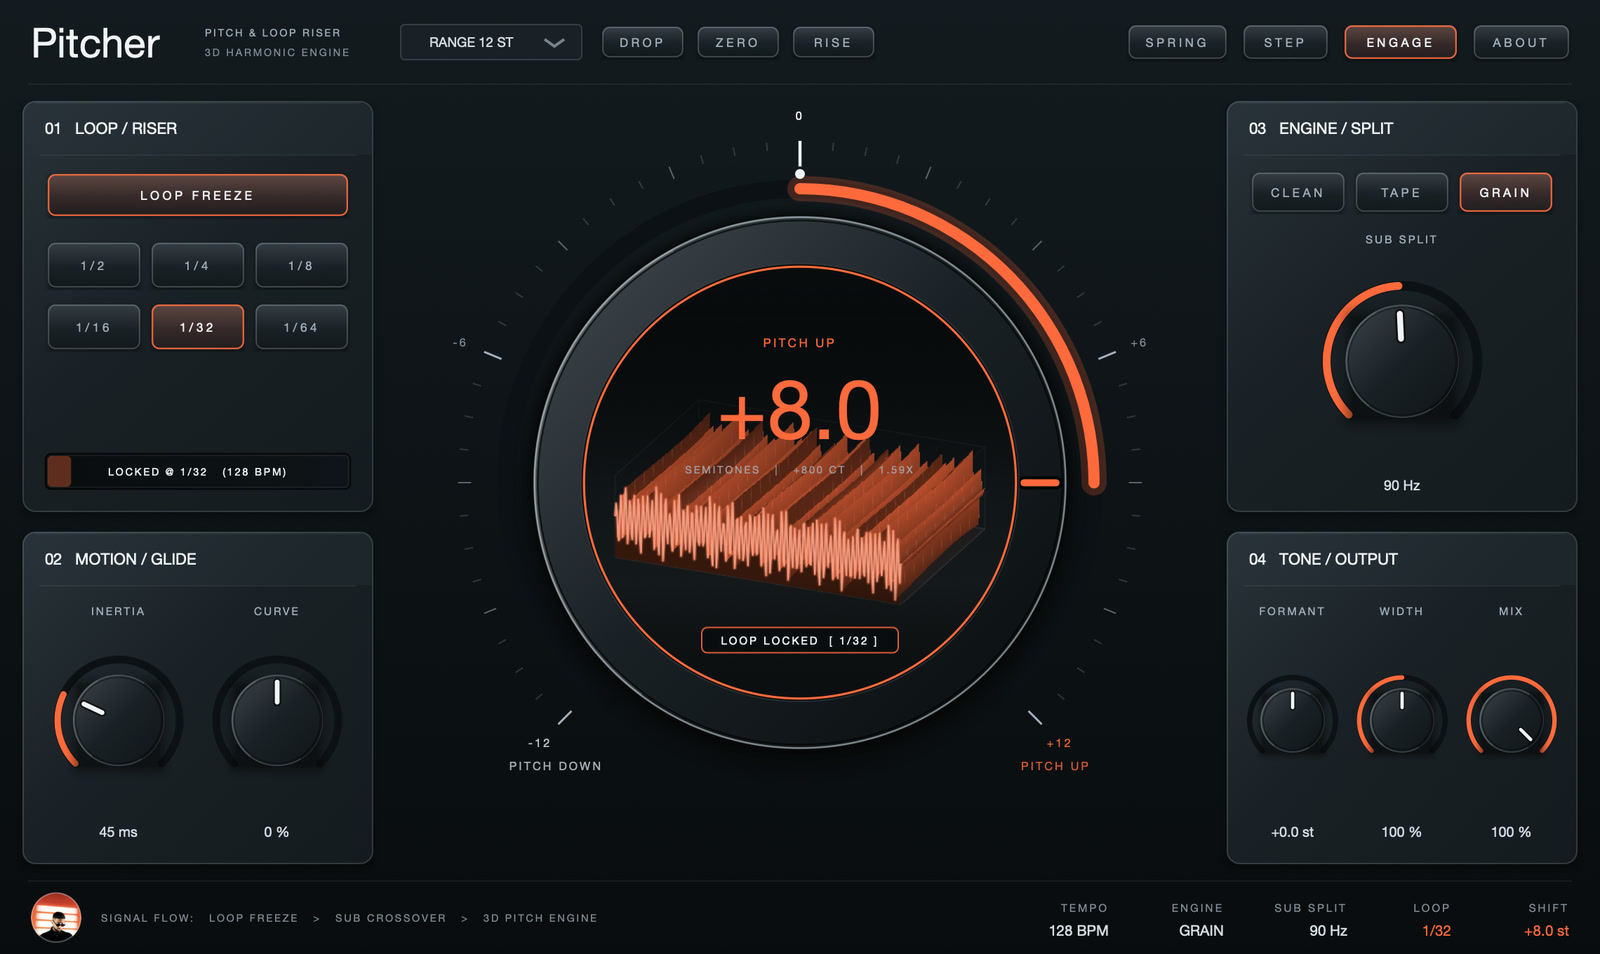 Pitcher
PITCH & LOOP RISER
3D HARMONIC ENGINE
RANGE 12 ST
DROP
ZERO
RISE
SPRING
STEP
ENGAGE
ABOUT
01 LOOP / RISER
LOOP FREEZE
1/2 1/4 1/8
1/16 1/32 1/64
LOCKED @ 1/32 (128 BPM)
02 MOTION / GLIDE
INERTIA CURVE
45 ms 0 %
0
-6
+6
PITCH UP
+8.0
SEMITONES | +800 CT | 1.59X
LOOP LOCKED [ 1/32 ]
-12
PITCH DOWN
+12
PITCH UP
03 ENGINE / SPLIT
CLEAN TAPE GRAIN
SUB SPLIT
90 Hz
04 TONE / OUTPUT
FORMANT WIDTH MIX
+0.0 st 100 % 100 %
SIGNAL FLOW: LOOP FREEZE > SUB CROSSOVER > 3D PITCH ENGINE
TEMPO ENGINE SUB SPLIT LOOP SHIFT
128 BPM GRAIN 90 Hz 1/32 +8.0 st